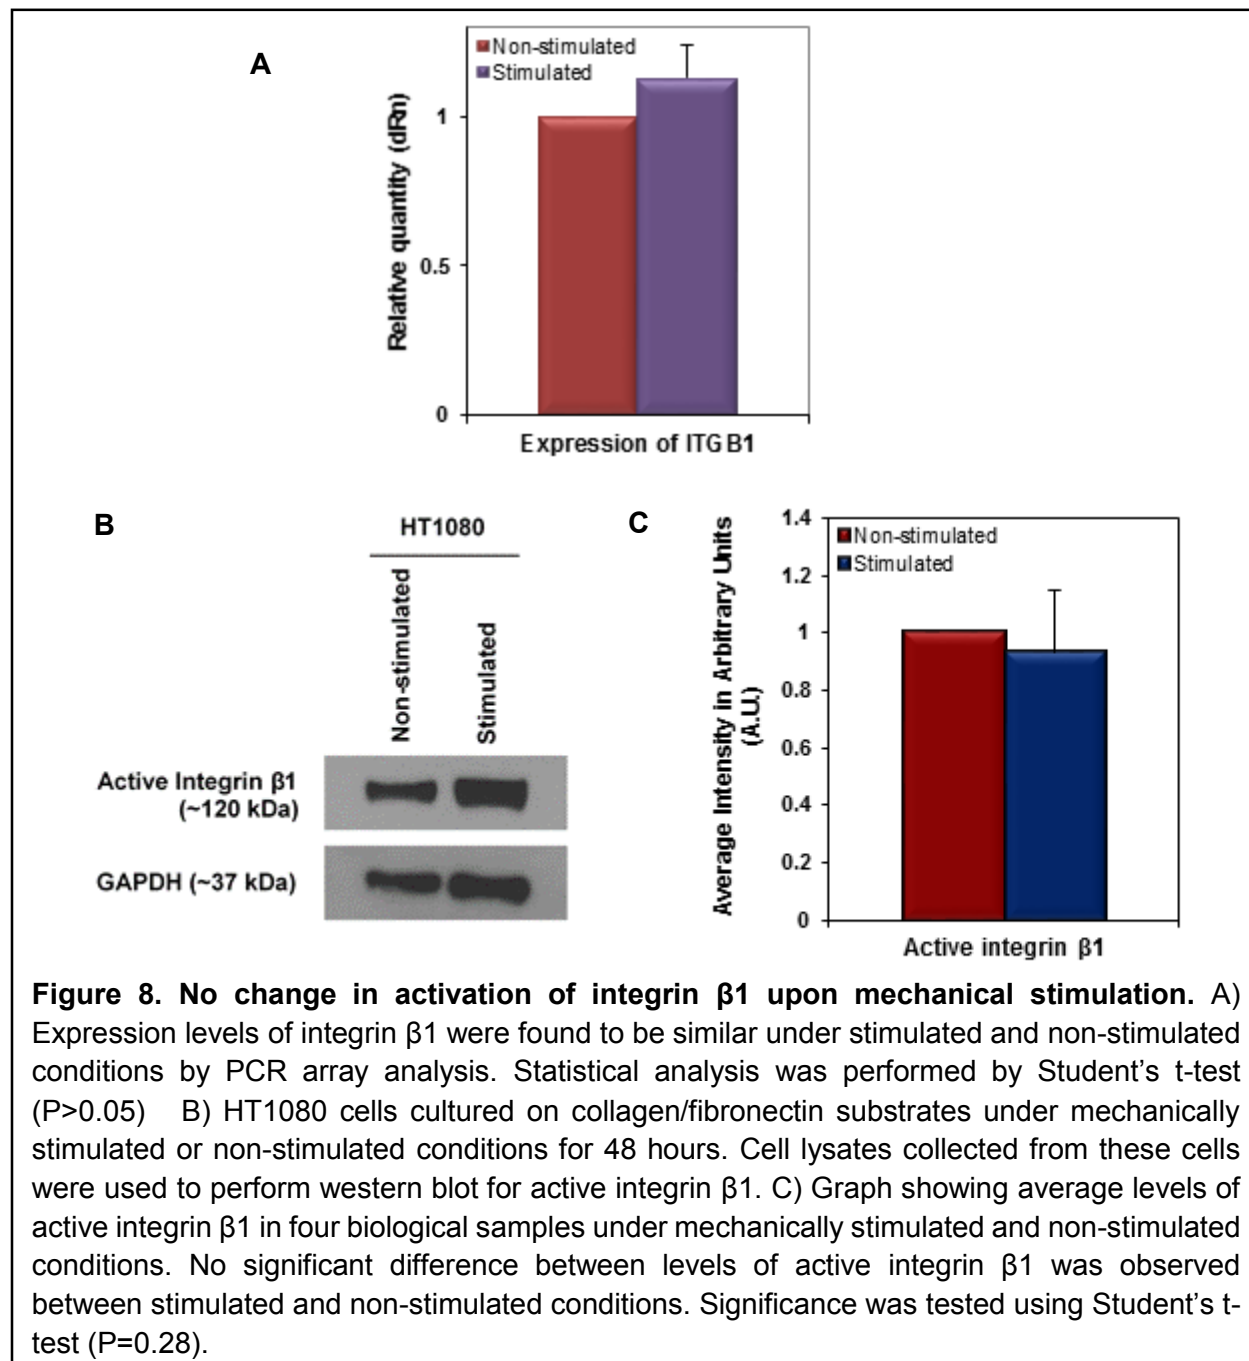 A
Non-stimulated
Stimulated
Relative quantity (dRn)
1
0.5
0
Expression of ITGB1
B
HT1080
Non-stimulated
Stimulated
Active Integrin β1
(~120 kDa)
GAPDH (~37 kDa)
C
Average Intensity in Arbitrary Units
(A.U.)
1.4
1.2
1
0.8
0.6
0.4
0.2
0
Non-stimulated
Stimulated
Active integrin β1
Figure 8. No change in activation of integrin β1 upon mechanical stimulation. A)
Expression levels of integrin β1 were found to be similar under stimulated and non-stimulated
conditions by PCR array analysis. Statistical analysis was performed by Student’s t-test
(P>0.05) B) HT1080 cells cultured on collagen/fibronectin substrates under mechanically
stimulated or non-stimulated conditions for 48 hours. Cell lysates collected from these cells
were used to perform western blot for active integrin β1. C) Graph showing average levels of
active integrin β1 in four biological samples under mechanically stimulated and non-stimulated
conditions. No significant difference between levels of active integrin β1 was observed
between stimulated and non-stimulated conditions. Significance was tested using Student’s t-
test (P=0.28).